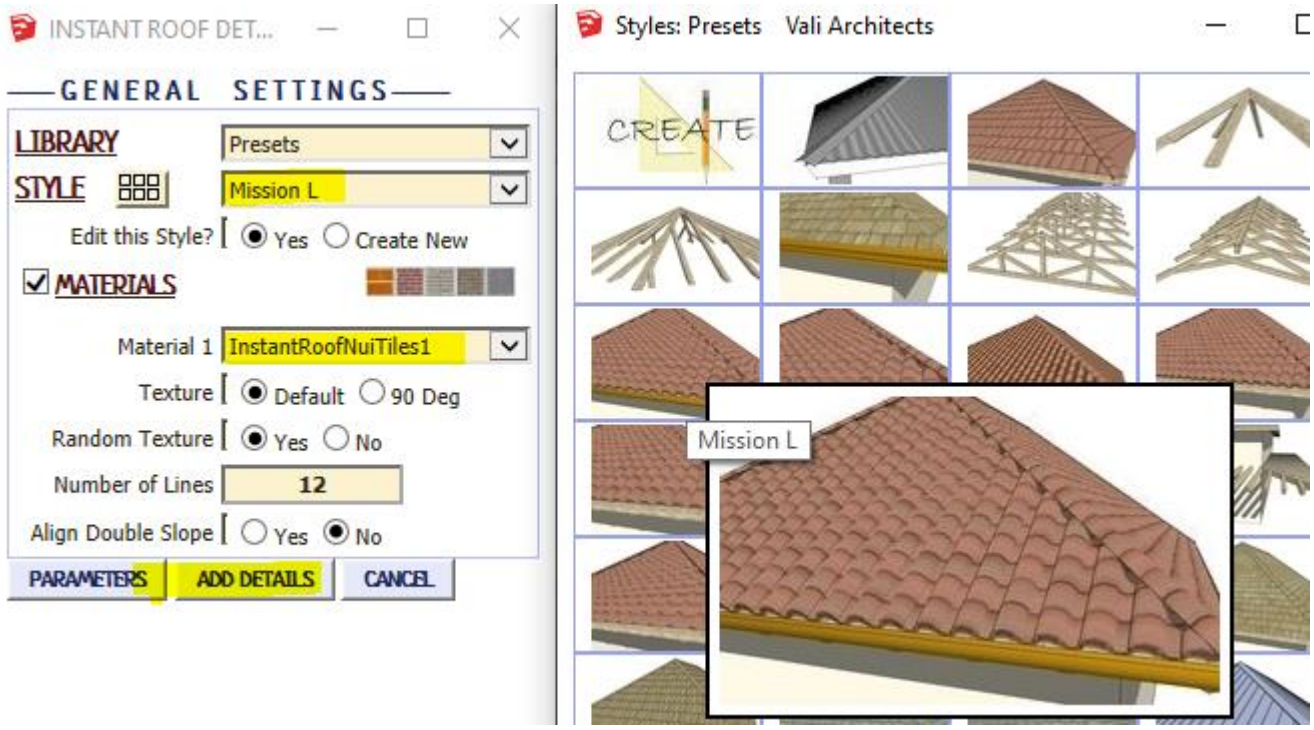 INSTANT ROOF DET...
GENERAL SETTINGS
LIBRARY Presets
STYLE Mission L
Edit this Style? Yes Create New
MATERIALS
Material 1 InstantRoofNuiTiles1
Texture Default 90 Deg
Random Texture Yes No
Number of Lines 12
Align Double Slope Yes No
PARAMETERS ADD DETAILS CANCEL
Styles: Presets Vali Architects
CREATE
Mission L